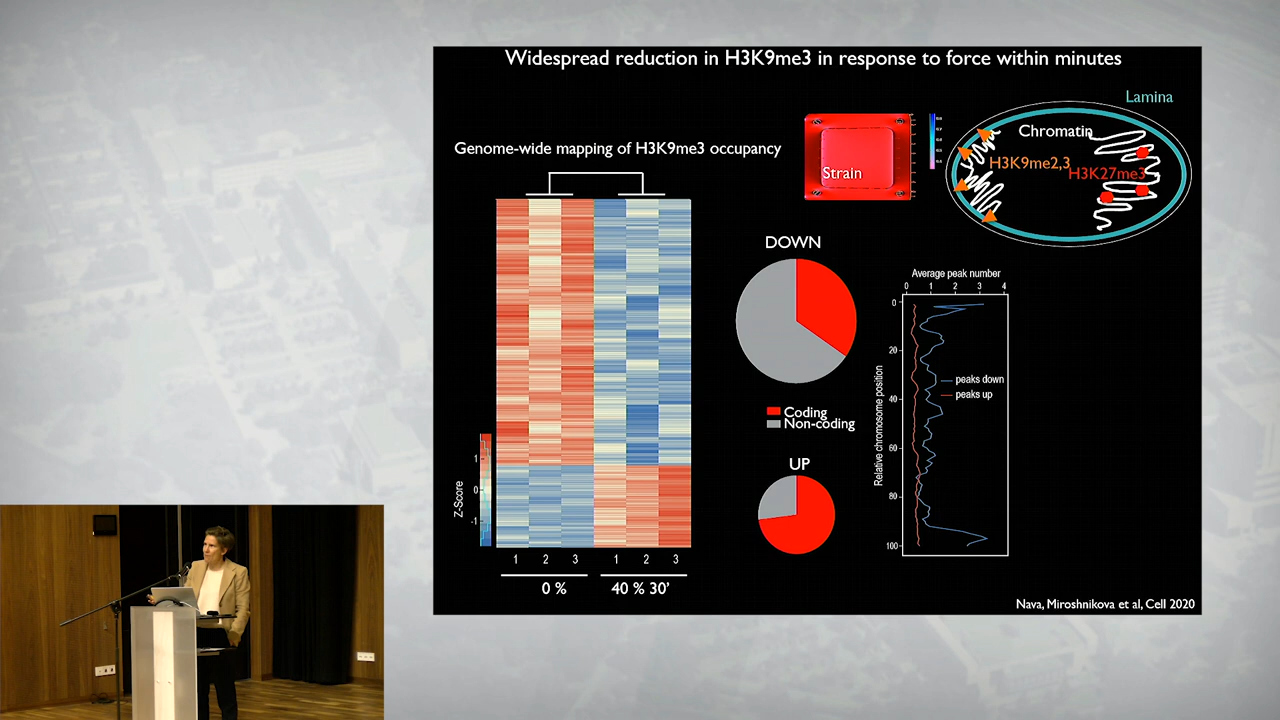 Widespread reduction in H3K9me3 in response to force within minutes
Lamina
Chromatin
H3K9me2,3
H3K27me3
Strain
Genome-wide mapping of H3K9me3 occupancy
DOWN
Coding
Non-coding
UP
Average peak number
0 1 2 3 4
Relative chromosome position
0
20
40
60
80
100
peaks down
peaks up
Z-Score
1
0
-1
1 2 3 1 2 3
0 % 40 % 30'
Nava, Miroshnikova et al, Cell 2020